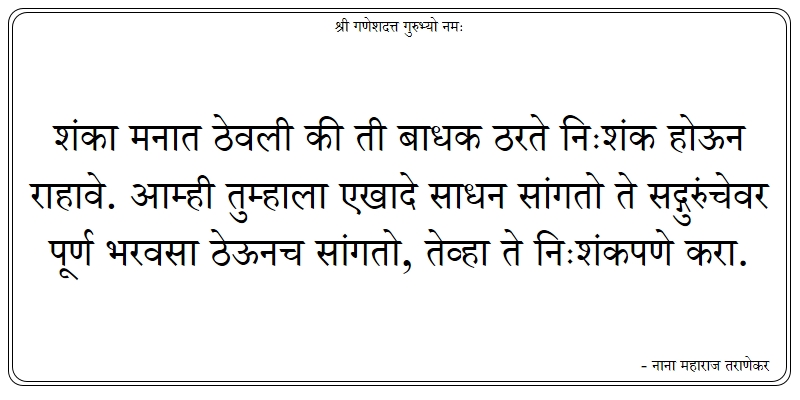 श्री गणेशदत्त गुरुभ्यो नमः
शंका मनात ठेवली की ती बाधक ठरते निःशंक होऊन
राहावे. आम्ही तुम्हाला एखादे साधन सांगतो ते सद्गुरुंचेवर
पूर्ण भरवसा ठेऊनच सांगतो, तेव्हा ते निःशंकपणे करा.
- नाना महाराज तराणेकर